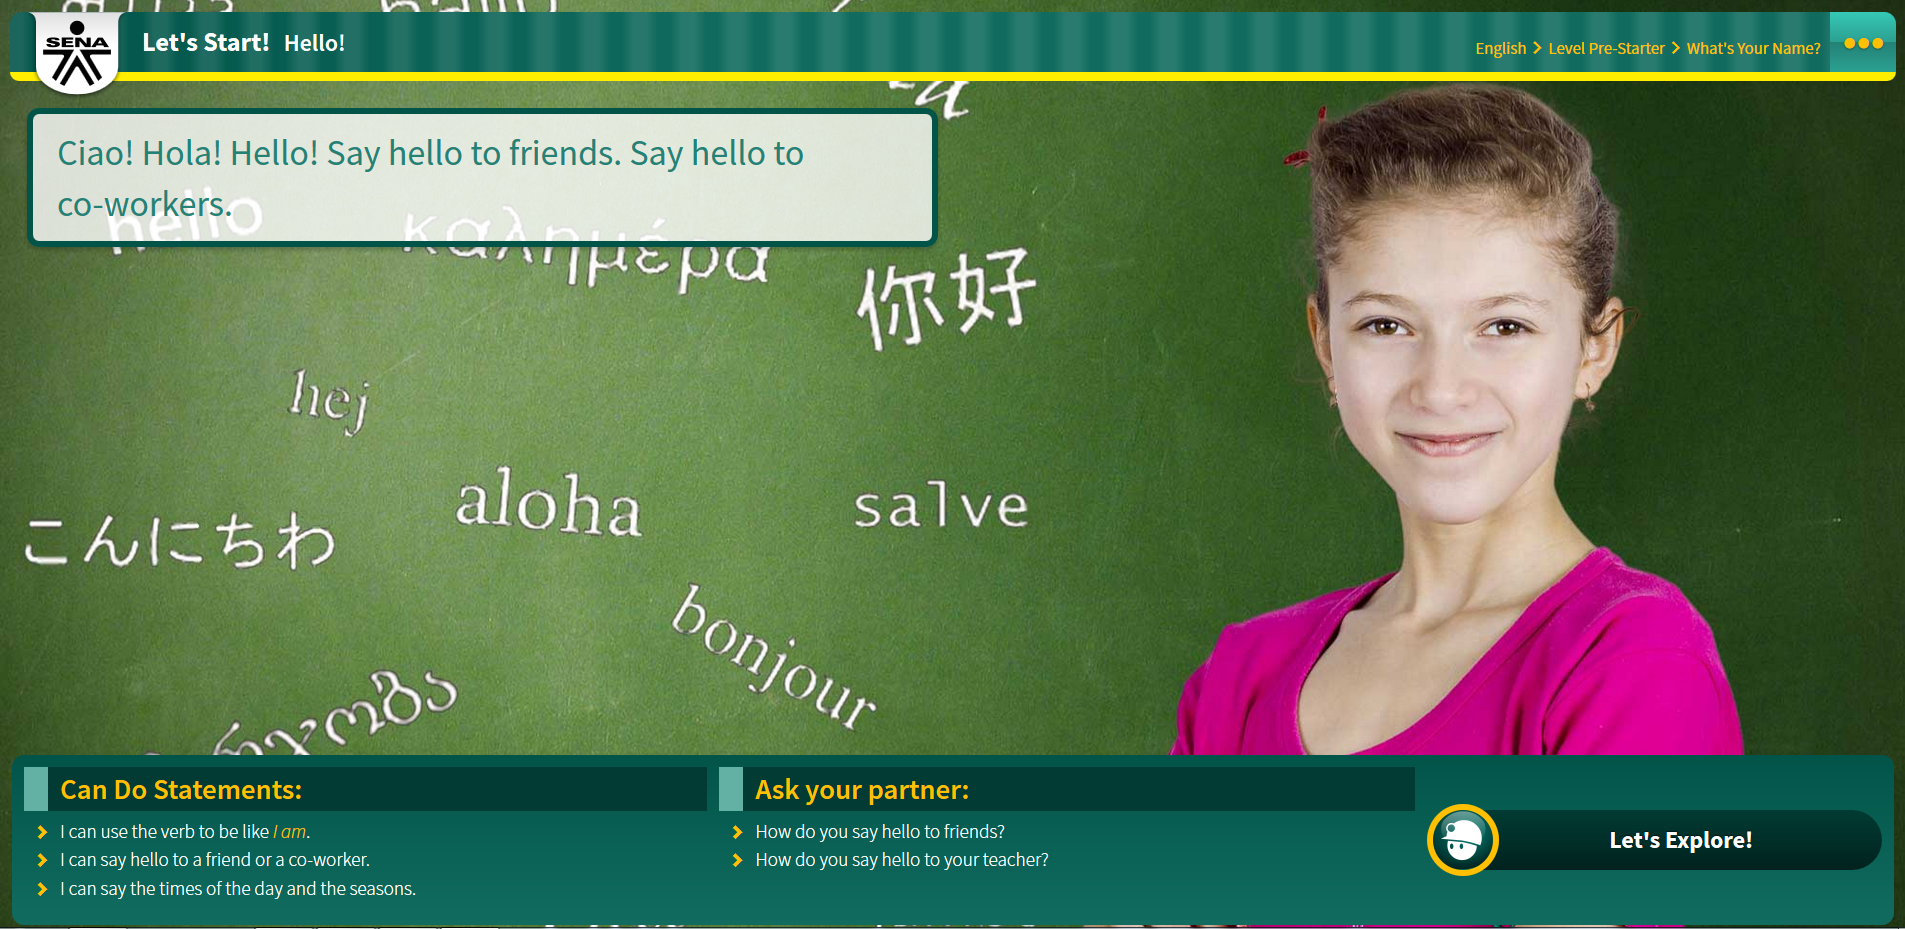 SENA
Let's Start! Hello!
English > Level Pre-Starter > What's Your Name?
Ciao! Hola! Hello! Say hello to friends. Say hello to
co-workers.
hello
καλημέρα
你好
hej
aloha
salve
こんにちわ
bonjour
Can Do Statements:
I can use the verb to be like I am.
I can say hello to a friend or a co-worker.
I can say the times of the day and the seasons.
Ask your partner:
How do you say hello to friends?
How do you say hello to your teacher?
Let's Explore!